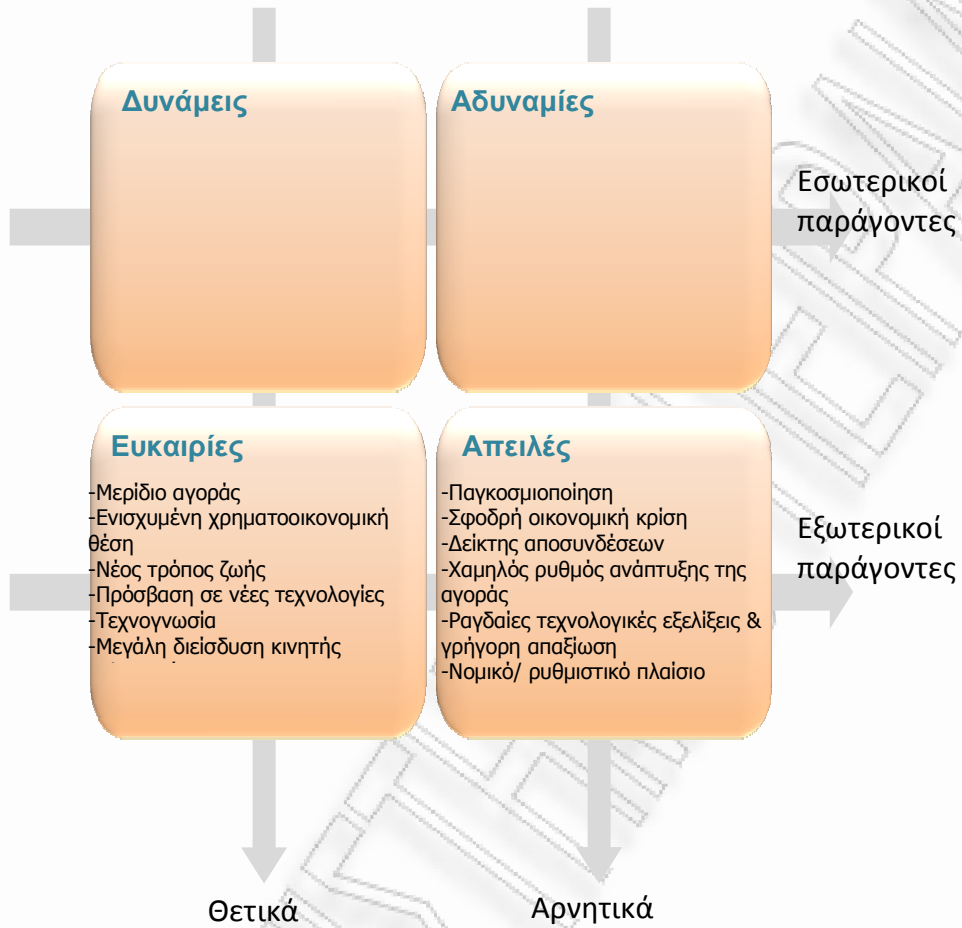 Δυνάμεις
Αδυναμίες
Εσωτερικοί
παράγοντες
Ευκαιρίες
-Μερίδιο αγοράς
-Ενισχυμένη χρηματοοικονομική
θέση
-Νέος τρόπος ζωής
-Πρόσβαση σε νέες τεχνολογίες
-Τεχνογνωσία
-Μεγάλη διείσδυση κινητής
Απειλές
-Παγκοσμιοποίηση
-Σφοδρή οικονομική κρίση
-Δείκτης αποσυνδέσεων
-Χαμηλός ρυθμός ανάπτυξης της
αγοράς
-Ραγδαίες τεχνολογικές εξελίξεις &
γρήγορη απαξίωση
-Νομικό/ ρυθμιστικό πλαίσιο
Εξωτερικοί
παράγοντες
Θετικά
Αρνητικά